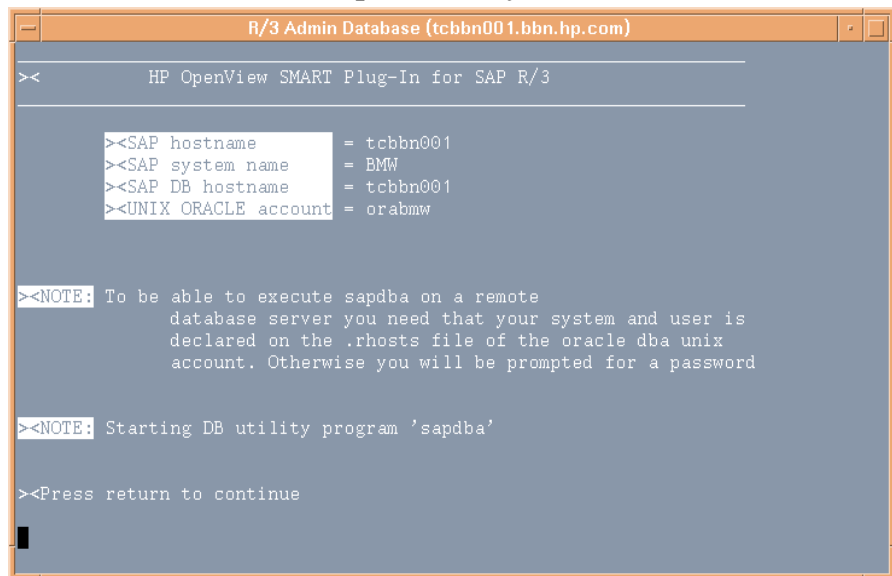 R/3 Admin Database (tcbbn001.bbn.hp.com)
>< HP OpenView SMART Plug-In for SAP R/3
><SAP hostname = tcbbn001
><SAP system name = BMW
><SAP DB hostname = tcbbn001
><UNIX ORACLE account = orabmw
><NOTE: To be able to execute sapdba on a remote
database server you need that your system and user is
declared on the .rhosts file of the oracle dba unix
account. Otherwise you will be prompted for a password
><NOTE: Starting DB utility program 'sapdba'
><Press return to continue